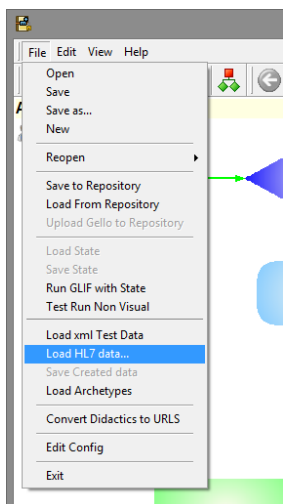 File Edit View Help
Open
Save
Save as...
New
Reopen
Save to Repository
Load From Repository
Upload Gello to Repository
Load State
Save State
Run GLIF with State
Test Run Non Visual
Load xml Test Data
Load HL7 data...
Save Created data
Load Archetypes
Convert Didactics to URLS
Edit Config
Exit